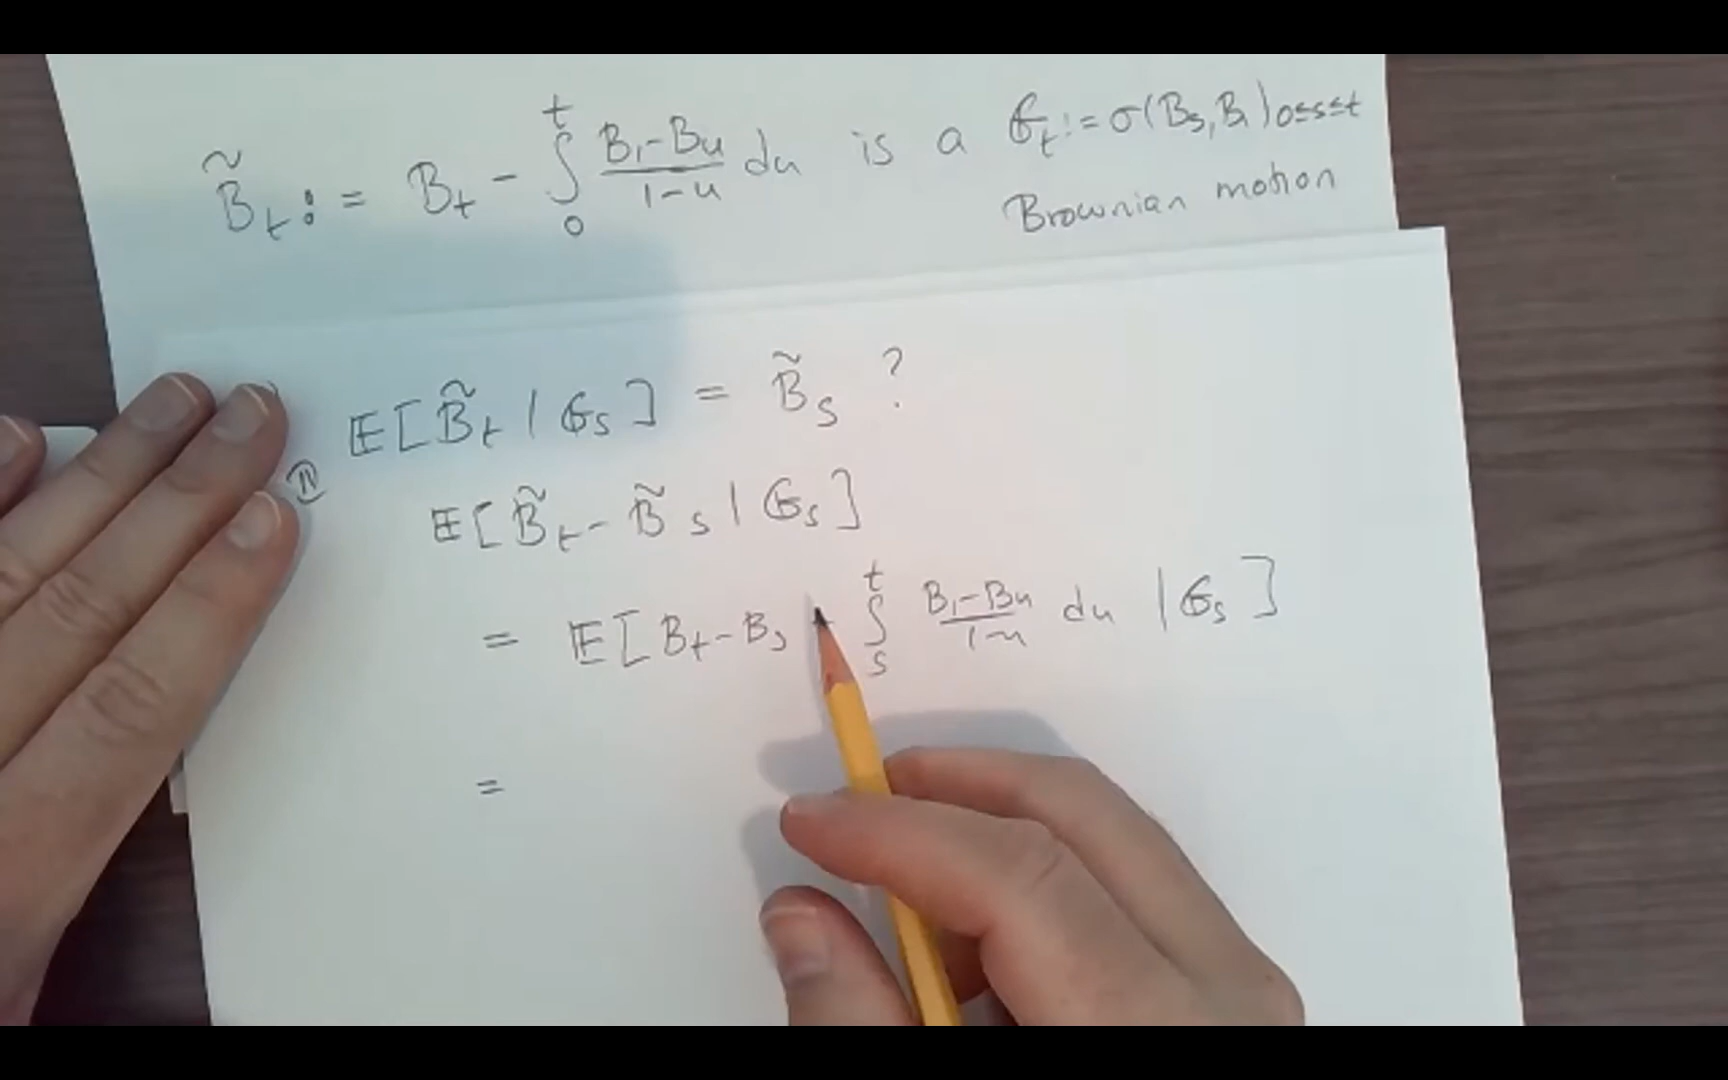 B̃_t := B_t - ∫_0^t (B_1-B_u)/(1-u) du is a G_t := σ(B_s, B_1) 0≤s≤t
Brownian motion
E[B̃_t | G_s] = B̃_s ?
E[B̃_t - B̃_s | G_s]
= E[B_t - B_s - ∫_s^t (B_1-B_u)/(1-u) du | G_s]
=